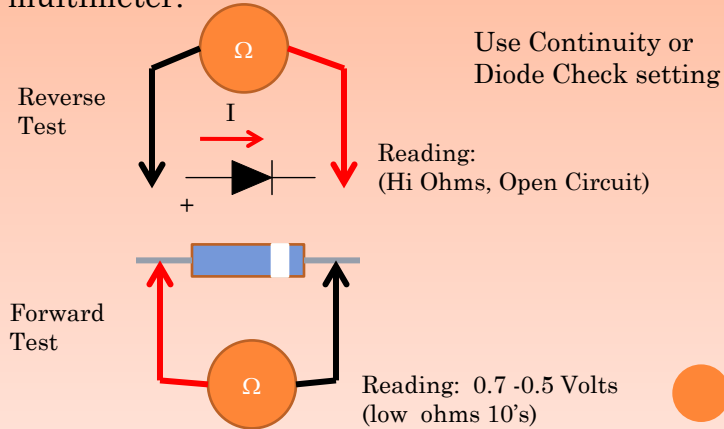 multimeter.
Ω
Use Continuity or
Diode Check setting
Reverse
Test
I
Reading:
(Hi Ohms, Open Circuit)
+
Forward
Test
Ω
Reading:  0.7 -0.5 Volts
(low  ohms 10's)